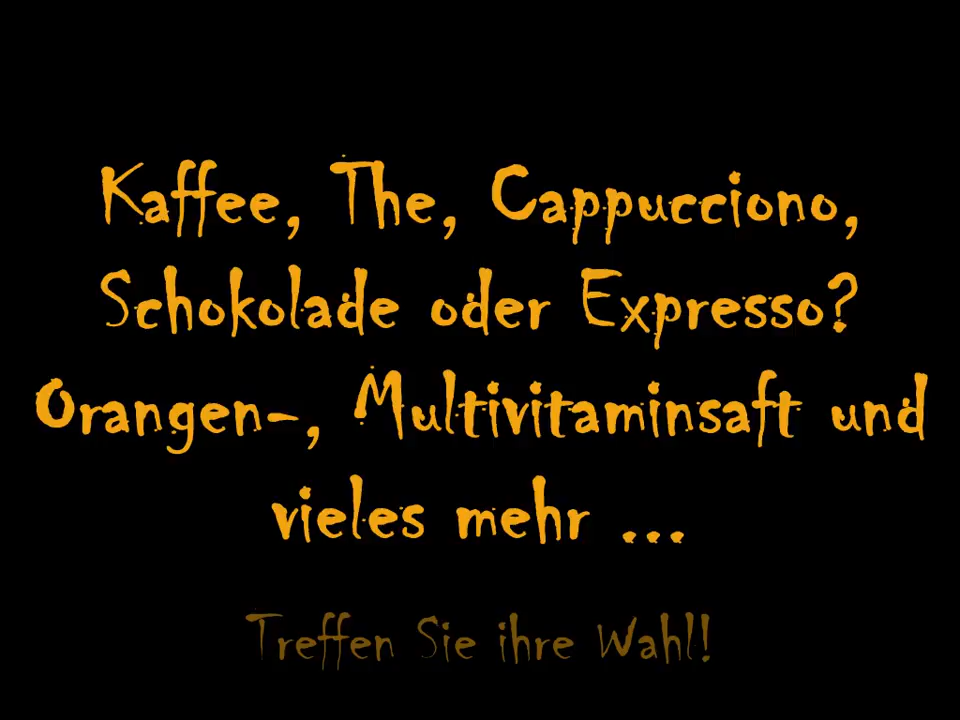 Kaffee, The, Cappucciono,
Schokolade oder Expresso?
Orangen-, Multivitaminsaft und
vieles mehr ...
Treffen Sie ihre Wahl!